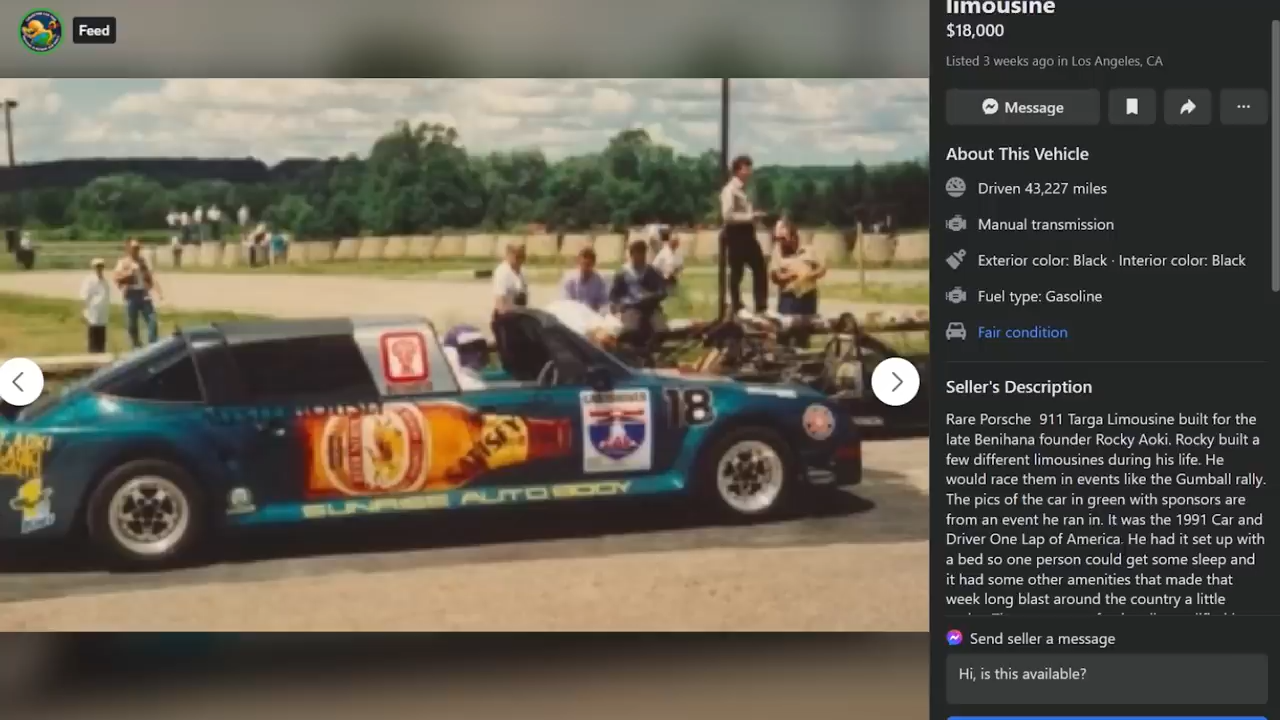 Feed
18
SUNRISE AUTO BODY
limousine
$18,000
Listed 3 weeks ago in Los Angeles, CA
Message
About This Vehicle
Driven 43,227 miles
Manual transmission
Exterior color: Black · Interior color: Black
Fuel type: Gasoline
Fair condition
Seller's Description
Rare Porsche 911 Targa Limousine built for the
late Benihana founder Rocky Aoki. Rocky built a
few different limousines during his life. He
would race them in events like the Gumball rally.
The pics of the car in green with sponsors are
from an event he ran in. It was the 1991 Car and
Driver One Lap of America. He had it set up with
a bed so one person could get some sleep and
it had some other amenities that made that
week long blast around the country a little
Send seller a message
Hi, is this available?